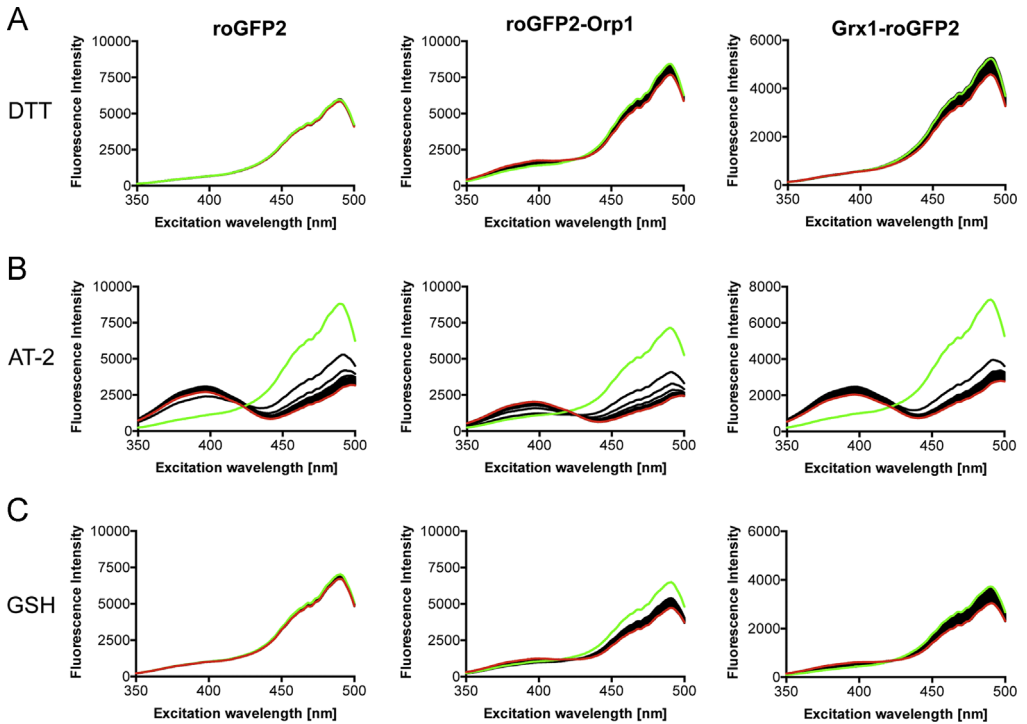 A
roGFP2
roGFP2-Orp1
Grx1-roGFP2
DTT
Fluorescence Intensity
10000
7500
5000
2500
0
350
400
450
500
Excitation wavelength [nm]
Fluorescence Intensity
10000
7500
5000
2500
0
350
400
450
500
Excitation wavelength [nm]
Fluorescence Intensity
6000
4000
2000
0
350
400
450
500
Excitation wavelength [nm]
B
AT-2
Fluorescence Intensity
10000
7500
5000
2500
0
350
400
450
500
Excitation wavelength [nm]
Fluorescence Intensity
10000
7500
5000
2500
0
350
400
450
500
Excitation wavelength [nm]
Fluorescence Intensity
8000
6000
4000
2000
0
350
400
450
500
Excitation wavelength [nm]
C
GSH
Fluorescence Intensity
10000
7500
5000
2500
0
350
400
450
500
Excitation wavelength [nm]
Fluorescence Intensity
10000
7500
5000
2500
0
350
400
450
500
Excitation wavelength [nm]
Fluorescence Intensity
6000
4000
2000
0
350
400
450
500
Excitation wavelength [nm]